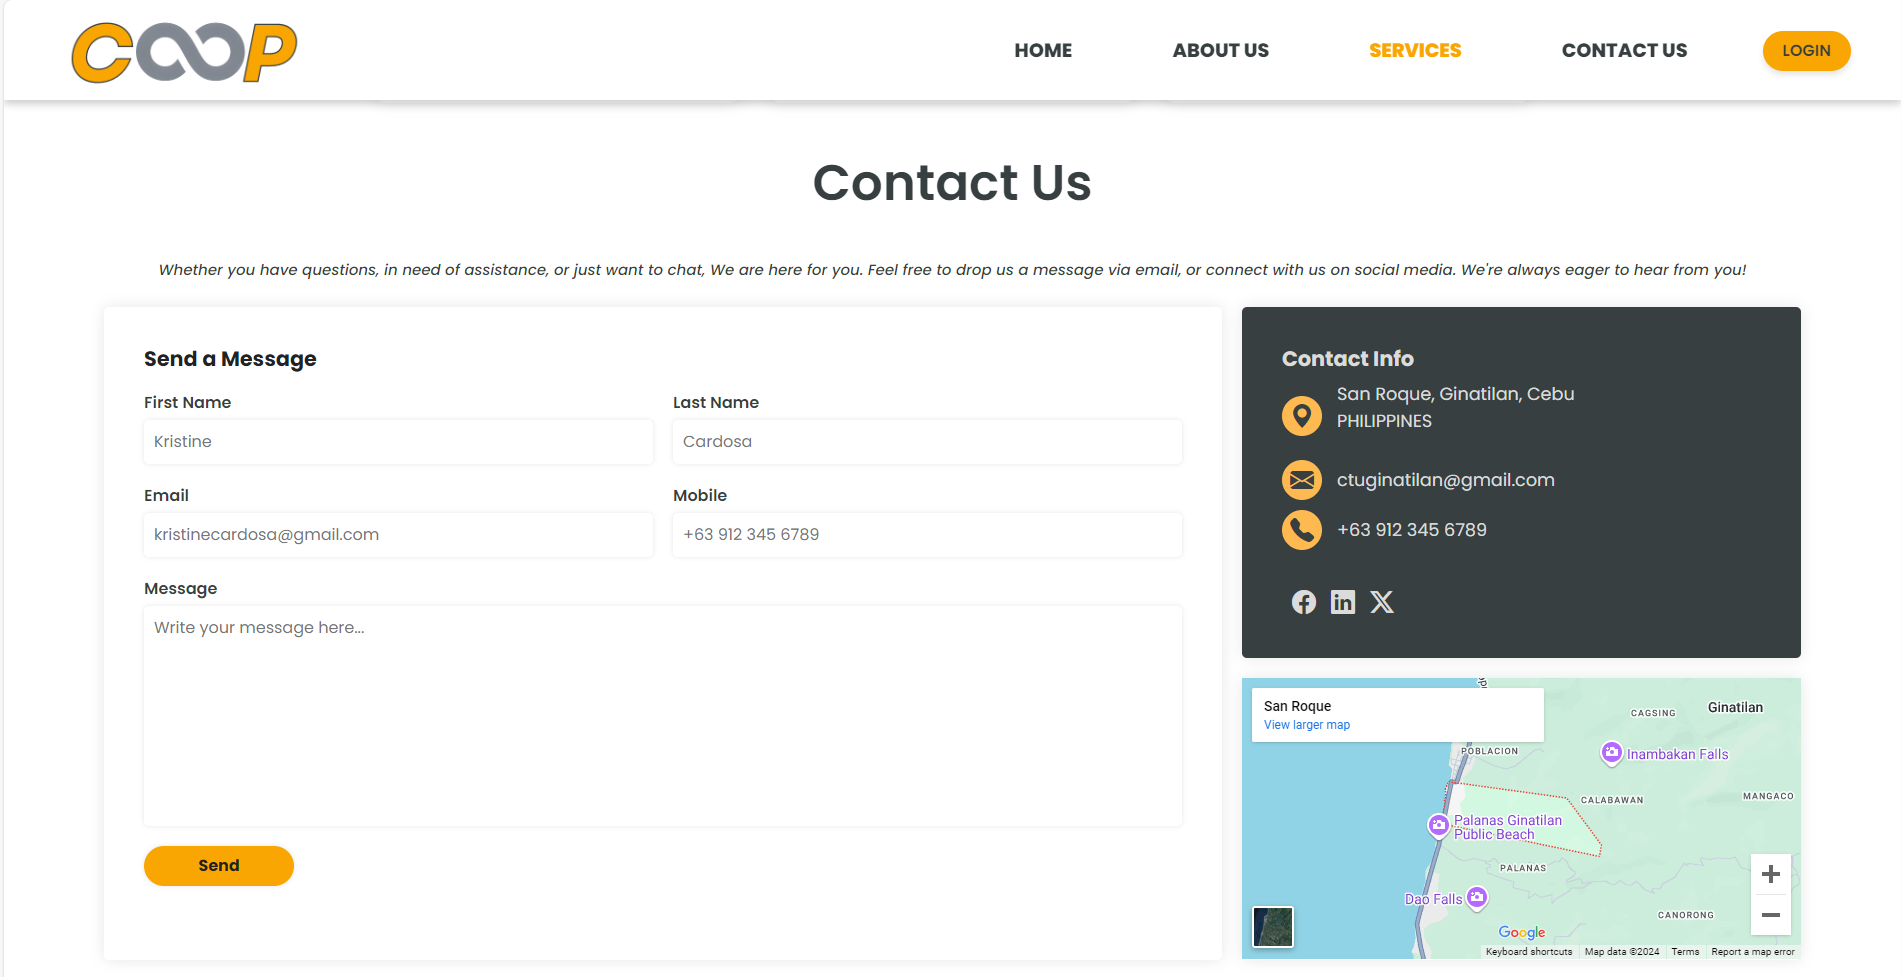 COOP
HOME
ABOUT US
SERVICES
CONTACT US
LOGIN
Contact Us
Whether you have questions, in need of assistance, or just want to chat, We are here for you. Feel free to drop us a message via email, or connect with us on social media. We're always eager to hear from you!
Send a Message
First Name
Last Name
Kristine
Cardosa
Email
Mobile
kristinecardosa@gmail.com
+63 912 345 6789
Message
Write your message here...
Send
Contact Info
San Roque, Ginatilan, Cebu
PHILIPPINES
ctuginatilan@gmail.com
+63 912 345 6789
San Roque
View larger map
CAGSING
Ginatilan
POBLACION
Inambakan Falls
CALABAWAN
MANGACO
Palanas Ginatilan
Public Beach
PALANAS
Dao Falls
CANORONG
Google
Keyboard shortcuts
Map data ©2024
Terms
Report a map error